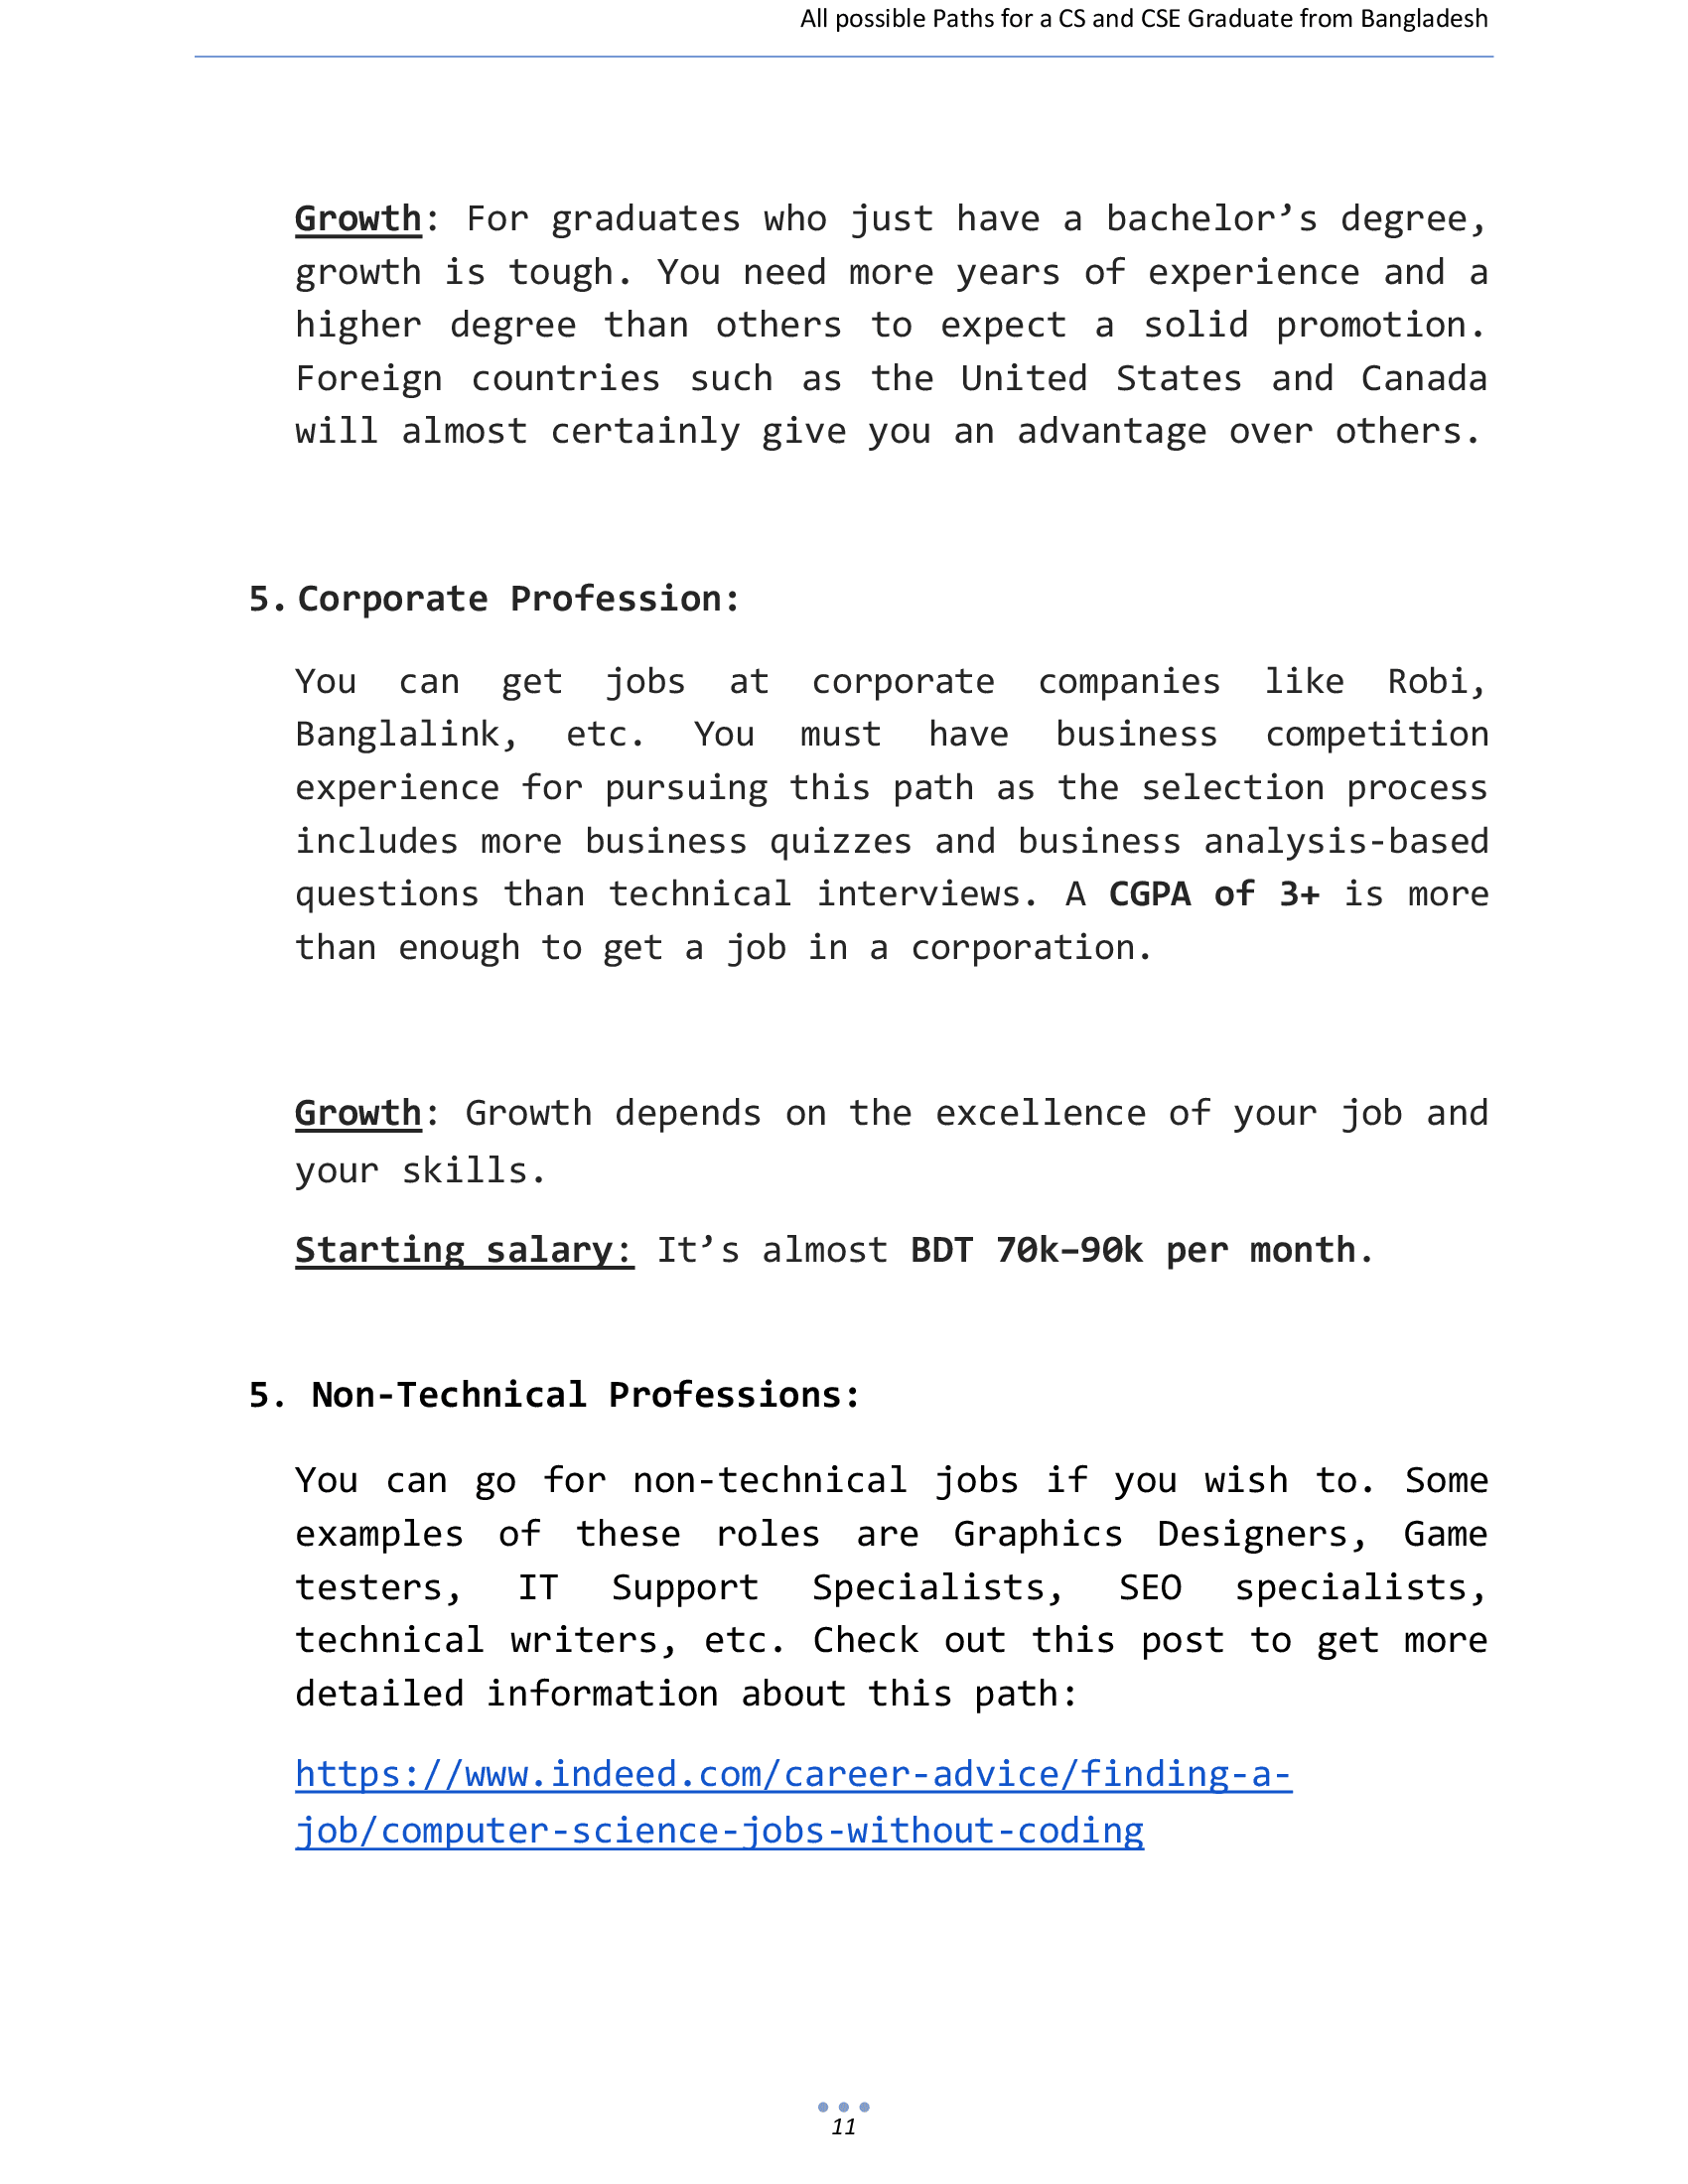 All possible Paths for a CS and CSE Graduate from Bangladesh
Growth: For graduates who just have a bachelor’s degree,
growth is tough. You need more years of experience and a
higher degree than others to expect a solid promotion.
Foreign countries such as the United States and Canada
will almost certainly give you an advantage over others.
5. Corporate Profession:
You can get jobs at corporate companies like Robi,
Banglalink, etc. You must have business competition
experience for pursuing this path as the selection process
includes more business quizzes and business analysis-based
questions than technical interviews. A CGPA of 3+ is more
than enough to get a job in a corporation.
Growth: Growth depends on the excellence of your job and
your skills.
Starting salary: It’s almost BDT 70k–90k per month.
5. Non-Technical Professions:
You can go for non-technical jobs if you wish to. Some
examples of these roles are Graphics Designers, Game
testers, IT Support Specialists, SEO specialists,
technical writers, etc. Check out this post to get more
detailed information about this path:
https://www.indeed.com/career-advice/finding-a-
job/computer-science-jobs-without-coding
11